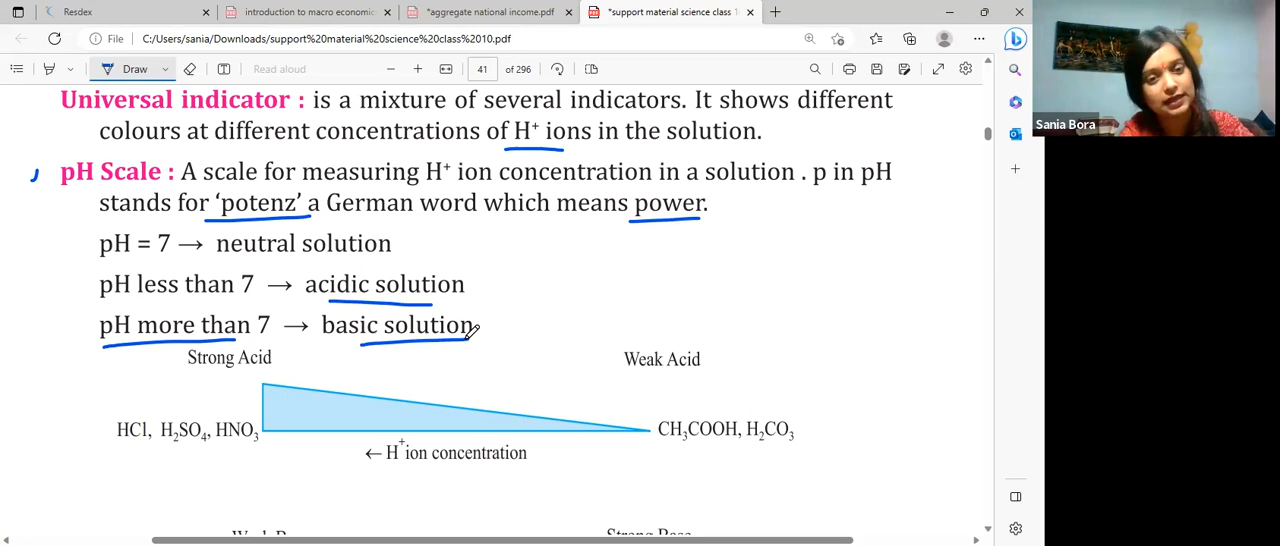 Resdex
introduction to macro economic
*aggregate national income.pdf
*support material science class 1
File
C:/Users/sania/Downloads/support%20material%20science%20class%2010.pdf
Draw
Read aloud
41
of 296
Sania Bora
Universal indicator : is a mixture of several indicators. It shows different
colours at different concentrations of H⁺ ions in the solution.
pH Scale : A scale for measuring H⁺ ion concentration in a solution . p in pH
stands for ‘potenz’ a German word which means power.
pH = 7 → neutral solution
pH less than 7 → acidic solution
pH more than 7 → basic solution
Strong Acid
Weak Acid
HCl, H₂SO₄, HNO₃
CH₃COOH, H₂CO₃
← H⁺ ion concentration
Strong Base